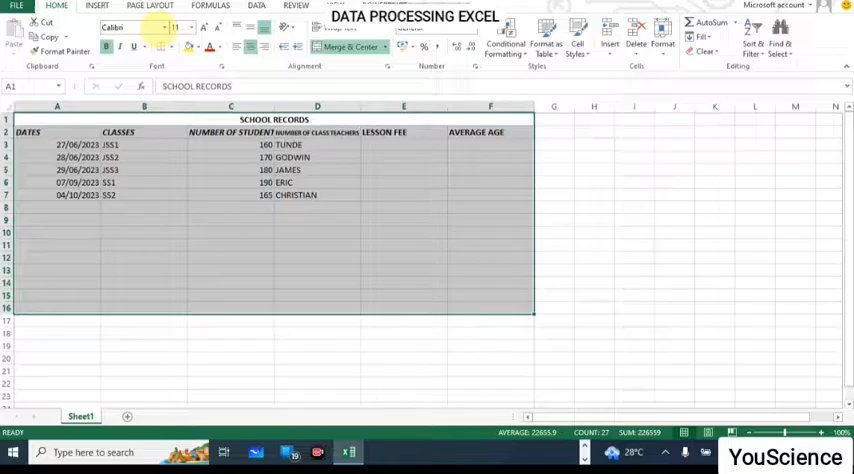 DATA PROCESSING EXCEL
FILE HOME INSERT PAGE LAYOUT FORMULAS DATA REVIEW Microsoft account
Cut Calibri 11 Wrap Text General AutoSum
Copy Fill
Paste Format Painter B I U Merge & Center % Conditional Formatting Format as Table Cell Styles Insert Delete Format Clear Sort & Filter Find & Select
Clipboard Font Alignment Number Styles Cells Editing
A1 fx SCHOOL RECORDS
A B C D E F G H I J K L M N
1 SCHOOL RECORDS
2 DATES CLASSES NUMBER OF STUDENT NUMBER OF CLASS TEACHERS LESSON FEE AVERAGE AGE
3 27/06/2023 JSS1 160 TUNDE
4 28/06/2023 JSS2 170 GODWIN
5 29/06/2023 JSS3 180 JAMES
6 07/09/2023 SS1 190 ERIC
7 04/10/2023 SS2 165 CHRISTIAN
8
9
10
11
12
13
14
15
16
17
18
19
20
21
22
23
Sheet1
READY AVERAGE: 22655.9 COUNT: 27 SUM: 226559 100%
Type here to search 19 28°C
YouScience